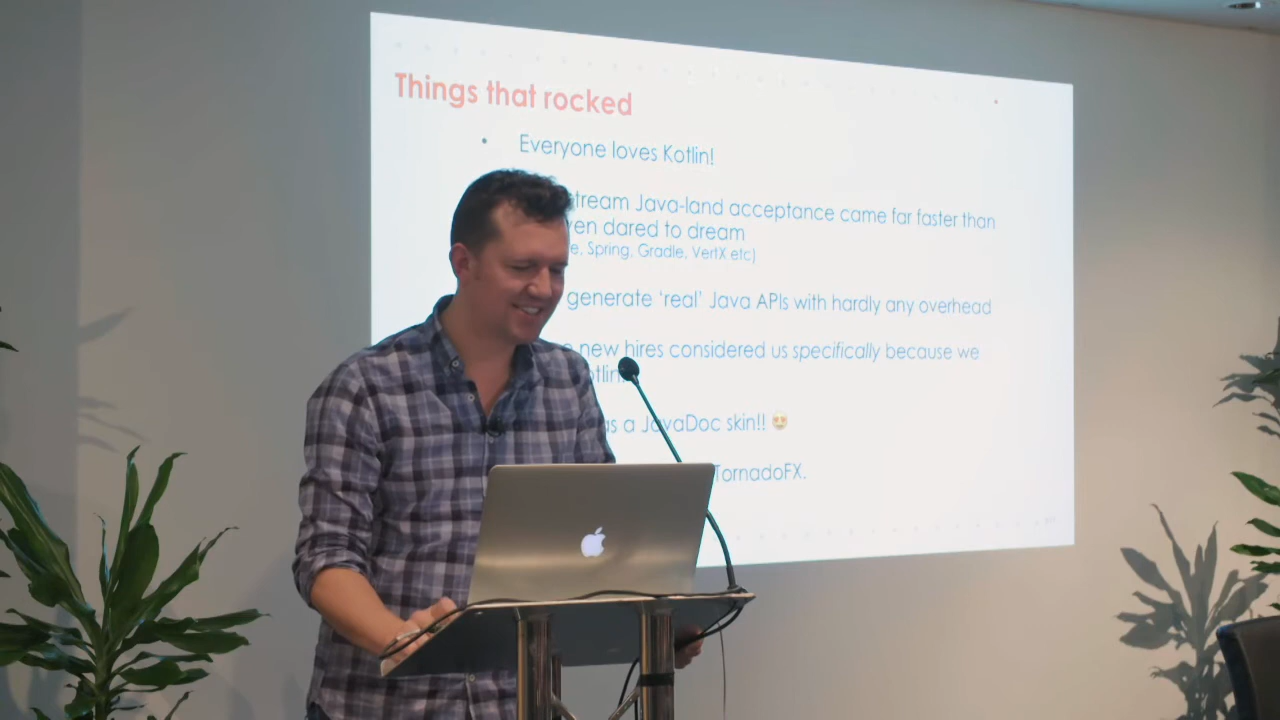 Things that rocked
• Everyone loves Kotlin!
stream Java-land acceptance came far faster than
dared to dream
Spring, Gradle, VertX etc)
generate ‘real’ Java APIs with hardly any overhead
new hires considered us specifically because we
a JavaDoc skin!! 😍
TornadoFX.